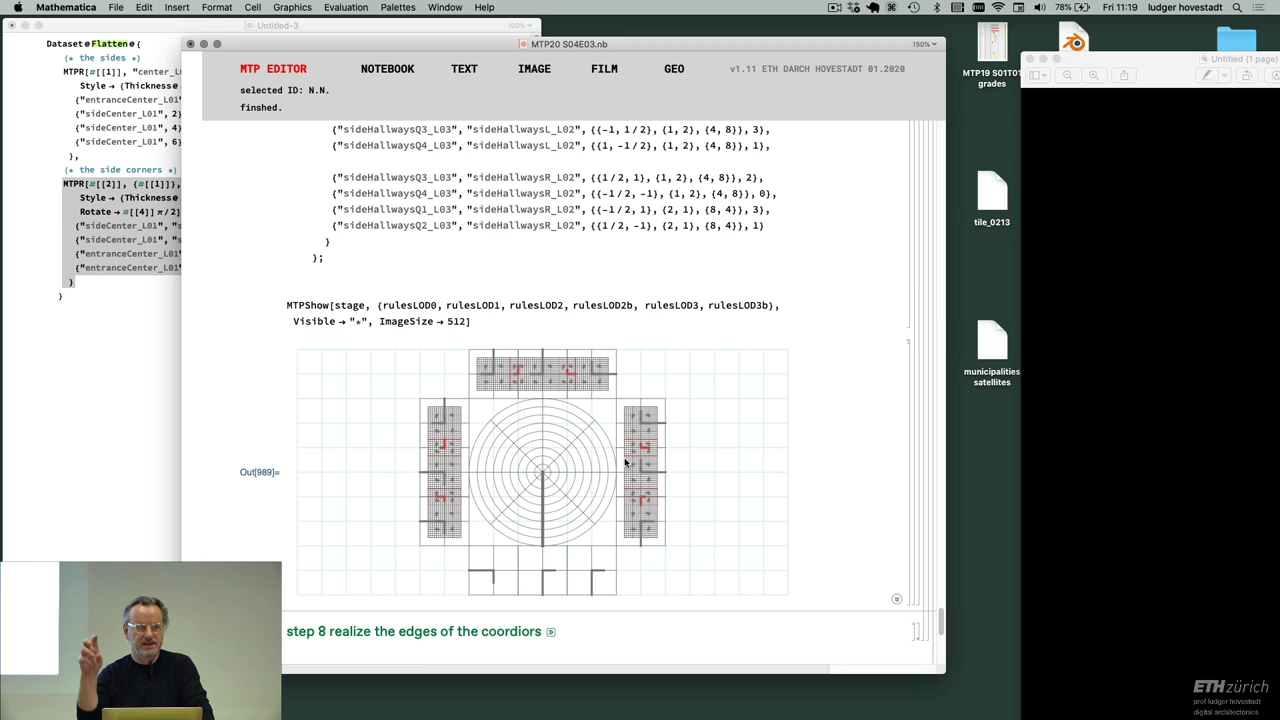 Mathematica File Edit Insert Format Cell Graphics Evaluation Palettes Window Help
78% Fri 11:19 ludger hovestadt
Untitled-3
100%
Dataset@Flatten@{
(* the sides *)
MTPR[#[[1]], "center_L
Style → {Thickness@
{"entranceCenter_L01
{"sideCenter_L01", 2}
{"sideCenter_L01", 4}
{"sideCenter_L01", 6}
},
(* the side corners *)
MTPR[#[[2]], {#[[1]]},
Style → {Thickness@
Rotate → #[[4]] π/2]
{"sideCenter_L01", "s
{"sideCenter_L01", "s
{"entranceCenter_L01
{"entranceCenter_L01
}
}
MTP20 S04E03.nb
150%
MTP EDITOR NOTEBOOK TEXT IMAGE FILM GEO v1.11 ETH DARCH HOVESTADT 01.2020
selected ID: N.N.
finshed.
{"sideHallwaysQ3_L03", "sideHallwaysL_L02", {{-1, 1/2}, {1, 2}, {4, 8}}, 3},
{"sideHallwaysQ4_L03", "sideHallwaysL_L02", {{1, -1/2}, {1, 2}, {4, 8}}, 1},
{"sideHallwaysQ3_L03", "sideHallwaysR_L02", {{1/2, 1}, {1, 2}, {4, 8}}, 2},
{"sideHallwaysQ4_L03", "sideHallwaysR_L02", {{-1/2, -1}, {1, 2}, {4, 8}}, 0},
{"sideHallwaysQ1_L03", "sideHallwaysR_L02", {{-1/2, 1}, {2, 1}, {8, 4}}, 3},
{"sideHallwaysQ2_L03", "sideHallwaysR_L02", {{1/2, -1}, {2, 1}, {8, 4}}, 1}
}
};
MTPShow[stage, {rulesLOD0, rulesLOD1, rulesLOD2, rulesLOD2b, rulesLOD3, rulesLOD3b},
Visible → "*", ImageSize → 512]
Out[989]=
step 8 realize the edges of the coordiors
MTP19 S01T01
grades
tile_0213
municipalities
satellites
Untitled (1 page)
ETH zürich
prof ludger hovestadt
digital architectonics